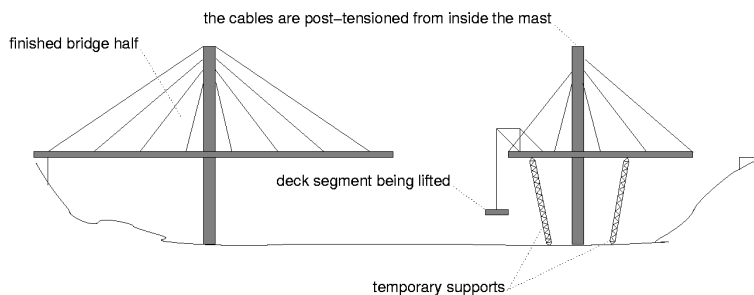 the cables are post-tensioned from inside the mast
finished bridge half
deck segment being lifted
temporary supports